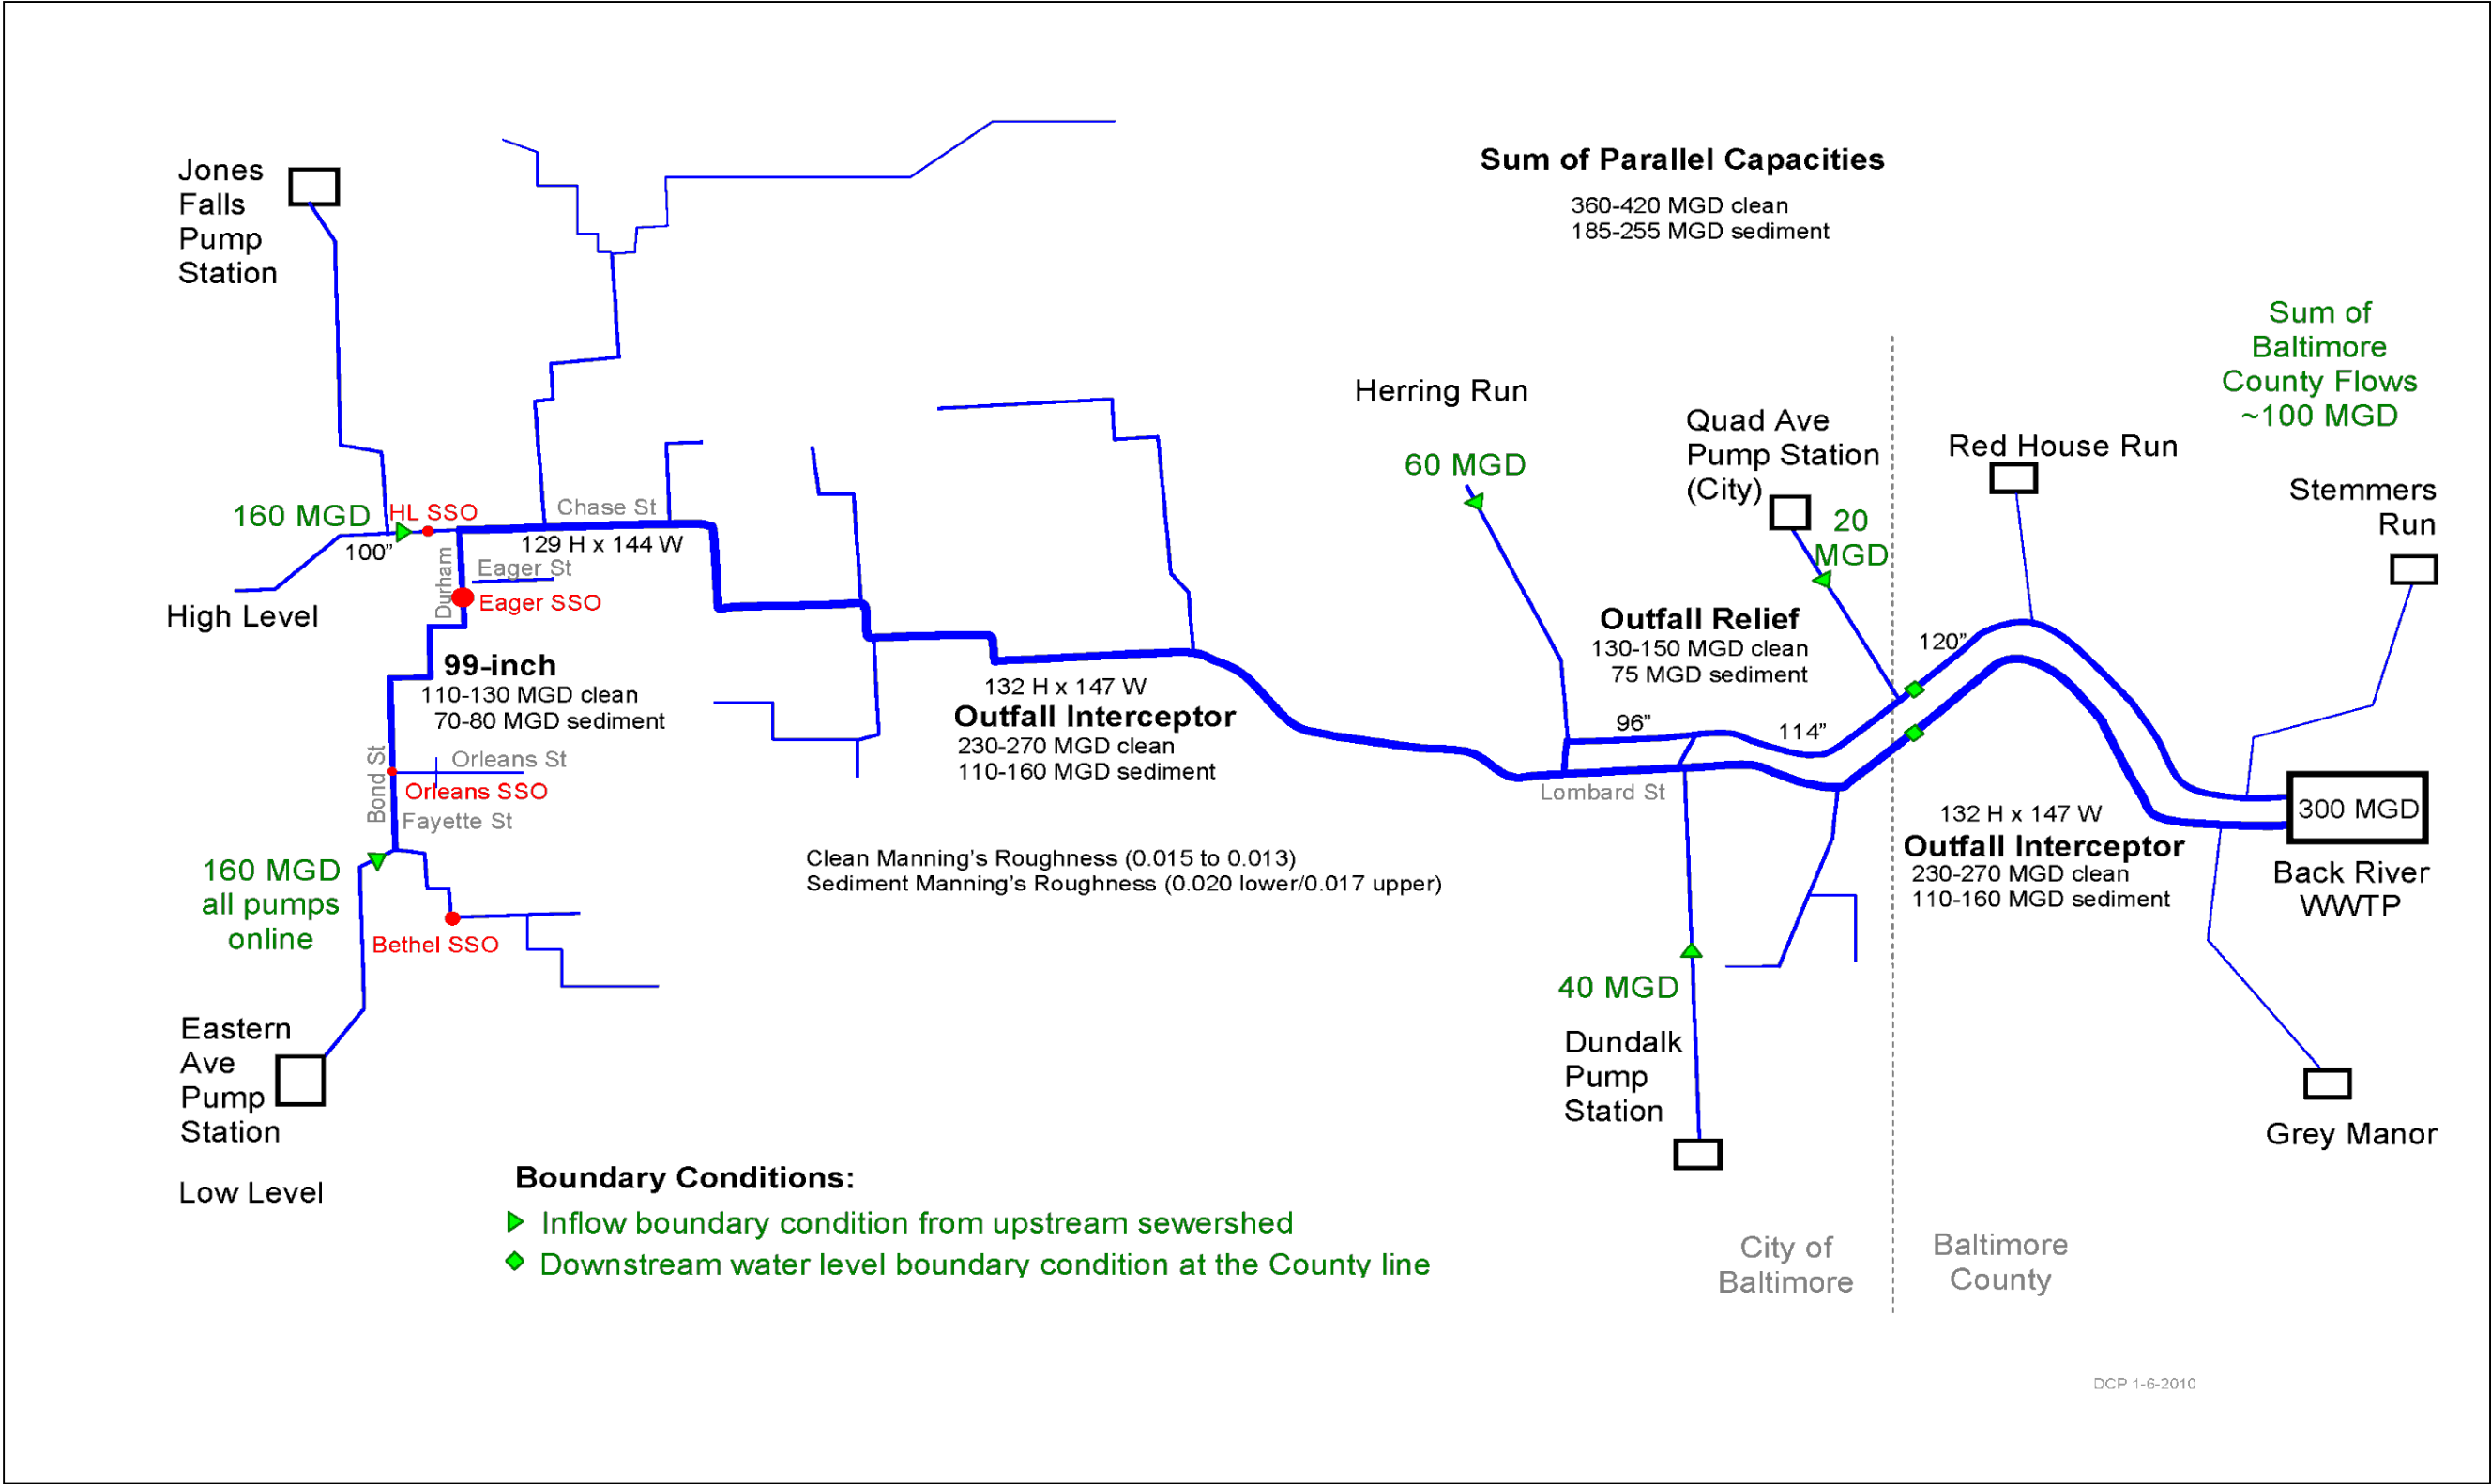 Jones
Falls
Pump
Station
Sum of Parallel Capacities
360-420 MGD clean
185-255 MGD sediment
Sum of
Baltimore
County Flows
~100 MGD
Herring Run
60 MGD
Quad Ave
Pump Station
(City)
20
MGD
Red House Run
Stemmers
Run
160 MGD
HL SSO
100”
High Level
Chase St
129 H x 144 W
Durham
Eager St
Eager SSO
99-inch
110-130 MGD clean
70-80 MGD sediment
Bond St
Orleans St
Orleans SSO
Fayette St
160 MGD
all pumps
online
Bethel SSO
Eastern
Ave
Pump
Station
Low Level
132 H x 147 W
Outfall Interceptor
230-270 MGD clean
110-160 MGD sediment
Clean Manning’s Roughness (0.015 to 0.013)
Sediment Manning’s Roughness (0.020 lower/0.017 upper)
Outfall Relief
130-150 MGD clean
75 MGD sediment
96”
114”
120”
Lombard St
40 MGD
Dundalk
Pump
Station
132 H x 147 W
Outfall Interceptor
230-270 MGD clean
110-160 MGD sediment
300 MGD
Back River
WWTP
Grey Manor
Boundary Conditions:
Inflow boundary condition from upstream sewershed
Downstream water level boundary condition at the County line
City of
Baltimore
Baltimore
County
DCP 1-6-2010